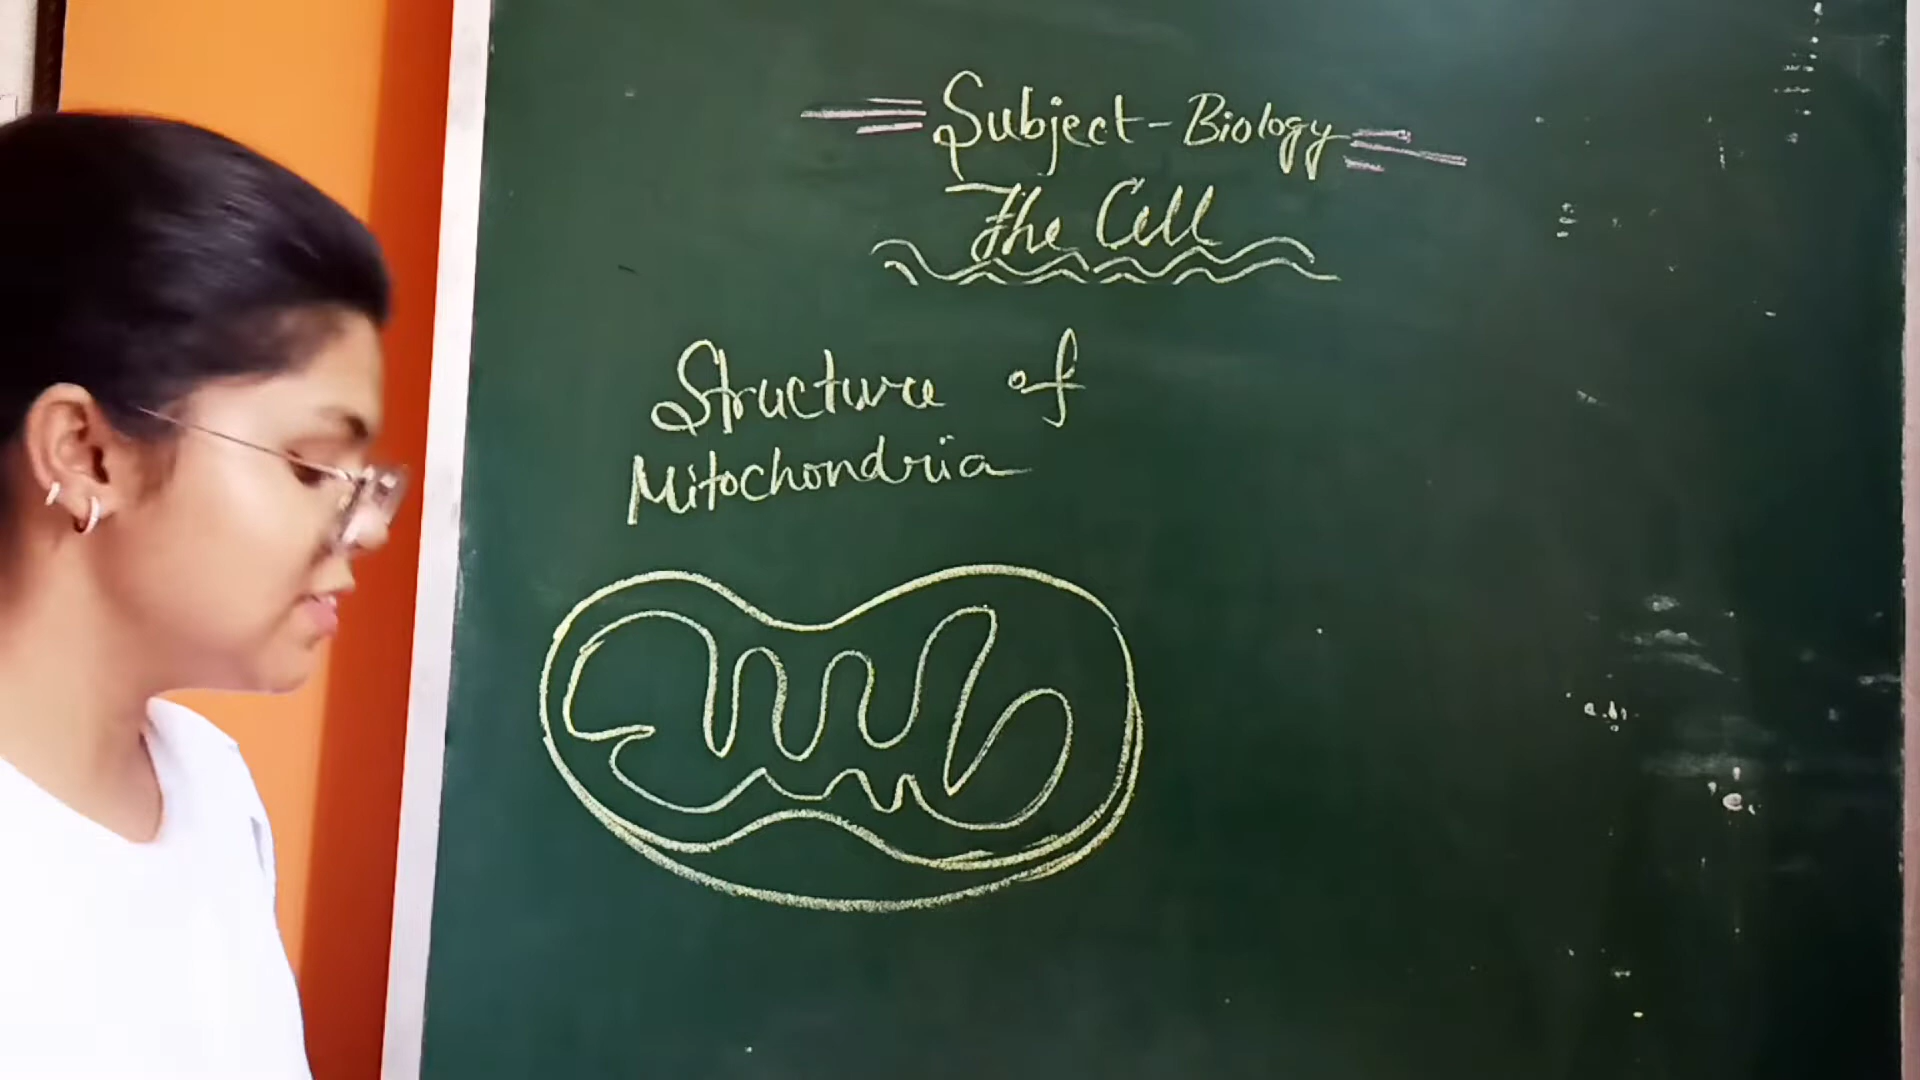 Subject - Biology
The Cell
Structure of
Mitochondria